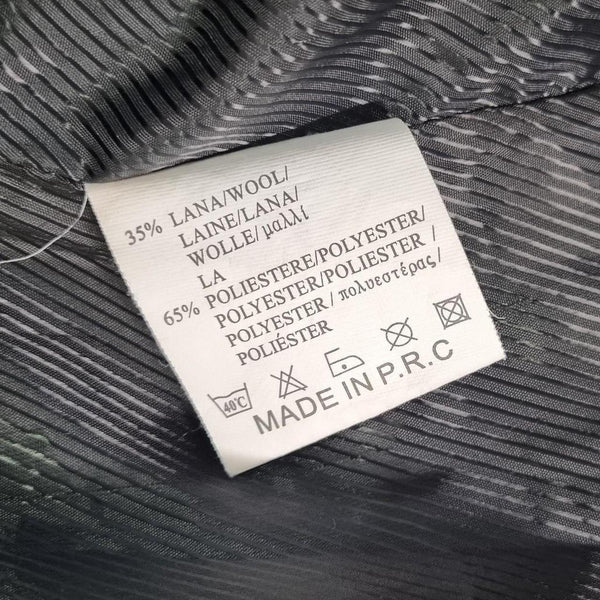 35% LANA/WOOL/
LAINE/LANA/
WOLLE/μαλλί
LA
65% POLIESTERE/POLYESTER/
POLYESTER/POLIESTER/
POLYESTER/πολυεστέρας/
POLIÉSTER
40°C
MADE IN P.R.C